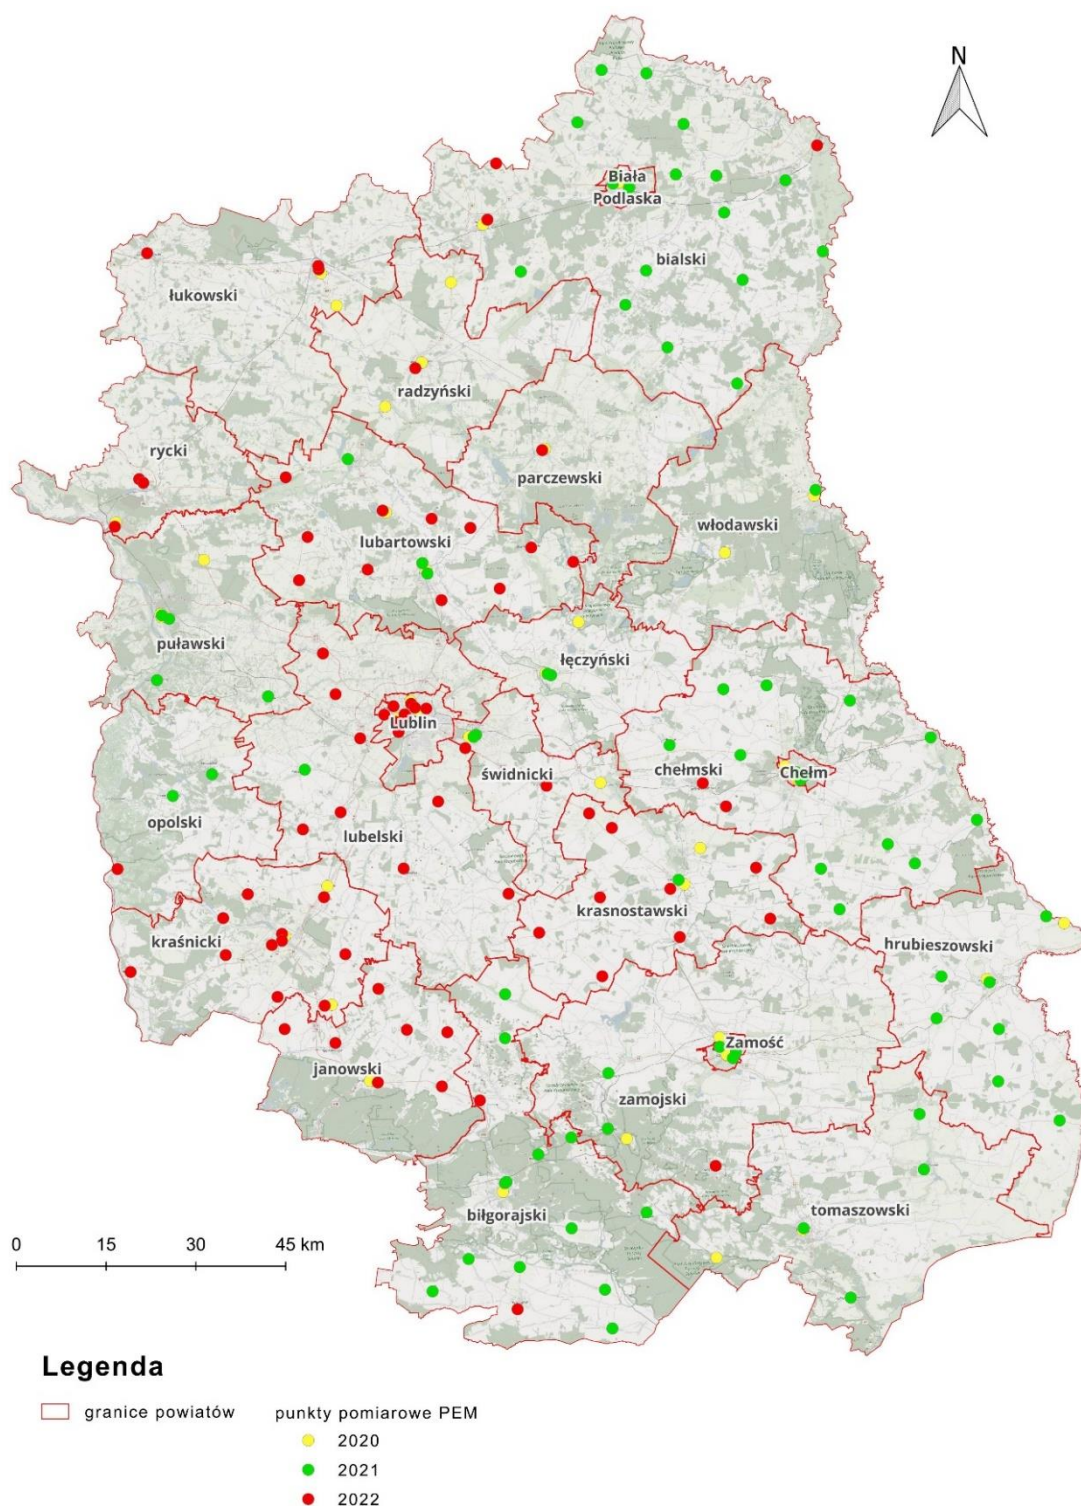 N
Biała
Podlaska
bialski
łukowski
radzyński
rycki
parczewski
włodawski
lubartowski
puławski
łęczyński
Lublin
świdnicki
chełmski
Chełm
opolski
lubelski
krasnostawski
kraśnicki
hrubieszowski
Zamość
janowski
zamojski
biłgorajski
tomaszowski
0 15 30 45 km
Legenda
granice powiatów
punkty pomiarowe PEM
2020
2021
2022